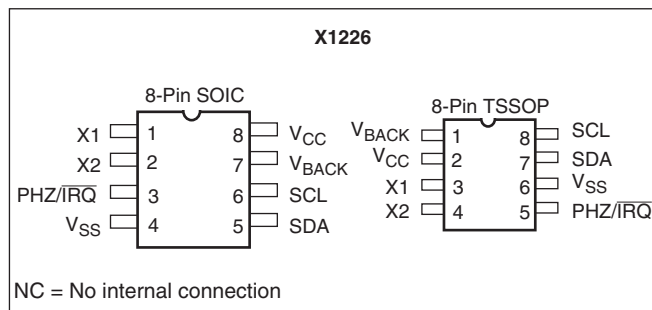 X1226
8-Pin SOIC
X1 1 8 VCC
X2 2 7 VBACK
PHZ/IRQ 3 6 SCL
VSS 4 5 SDA
8-Pin TSSOP
VBACK 1 8 SCL
VCC 2 7 SDA
X1 3 6 VSS
X2 4 5 PHZ/IRQ
NC = No internal connection